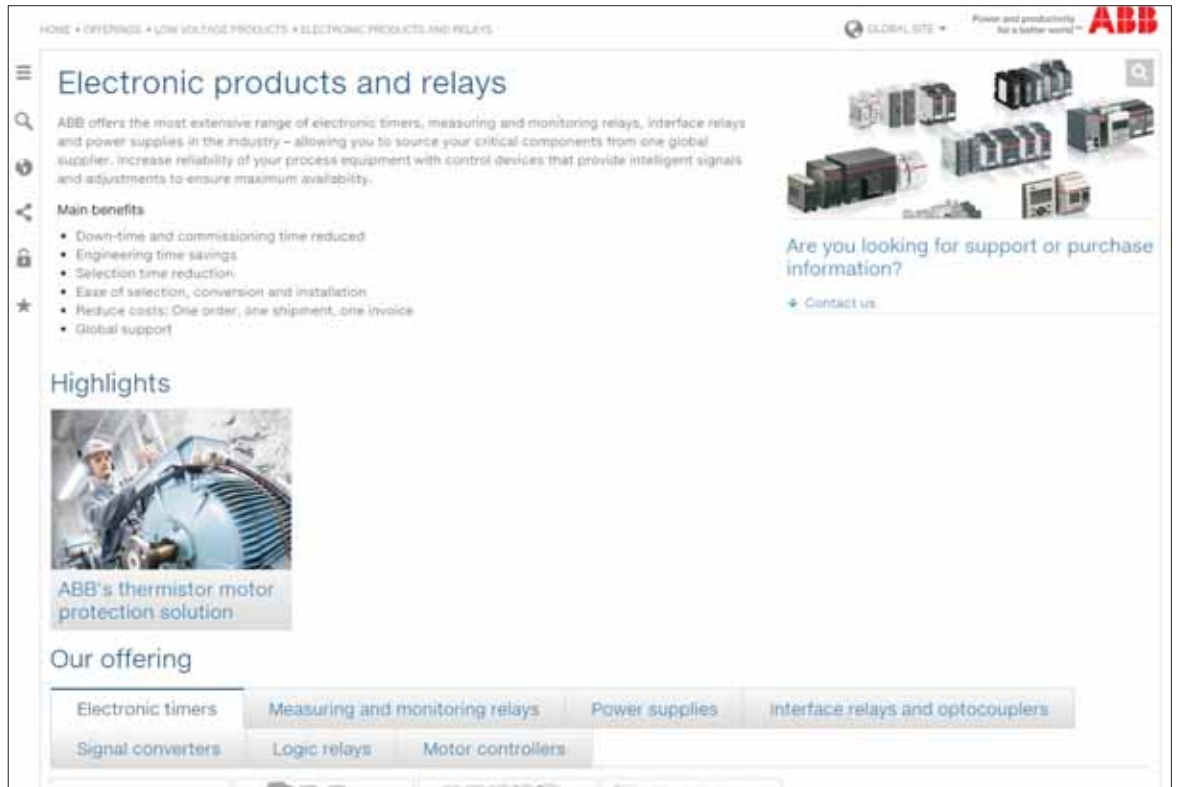 HOME • OFFERINGS • LOW VOLTAGE PRODUCTS • ELECTRONIC PRODUCTS AND RELAYS
GLOBAL SITE
Power and productivity
for a better world™
ABB
Electronic products and relays
ABB offers the most extensive range of electronic timers, measuring and monitoring relays, interface relays
and power supplies in the industry – allowing you to source your critical components from one global
supplier. Increase reliability of your process equipment with control devices that provide intelligent signals
and adjustments to ensure maximum availability.
Main benefits
• Down-time and commissioning time reduced
• Engineering time savings
• Selection time reduction
• Ease of selection, conversion and installation
• Reduce costs: One order, one shipment, one invoice
• Global support
Are you looking for support or purchase
information?
Contact us
Highlights
ABB's thermistor motor
protection solution
Our offering
Electronic timers
Measuring and monitoring relays
Power supplies
Interface relays and optocouplers
Signal converters
Logic relays
Motor controllers